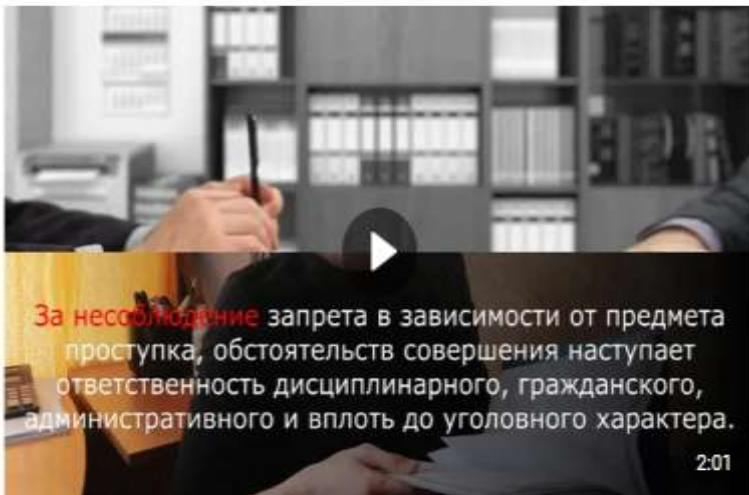 За несоблюдение запрета в зависимости от предмета
проступка, обстоятельств совершения наступает
ответственность дисциплинарного, гражданского,
административного и вплоть до уголовного характера.
2:01